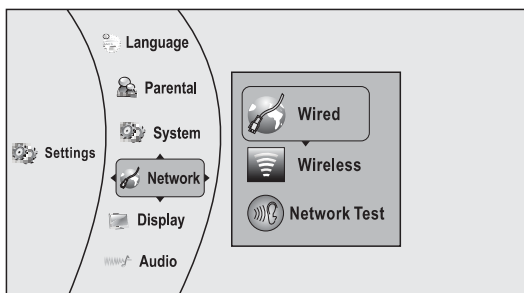 Settings
Language
Parental
System
Network
Display
Audio
Wired
Wireless
Network Test